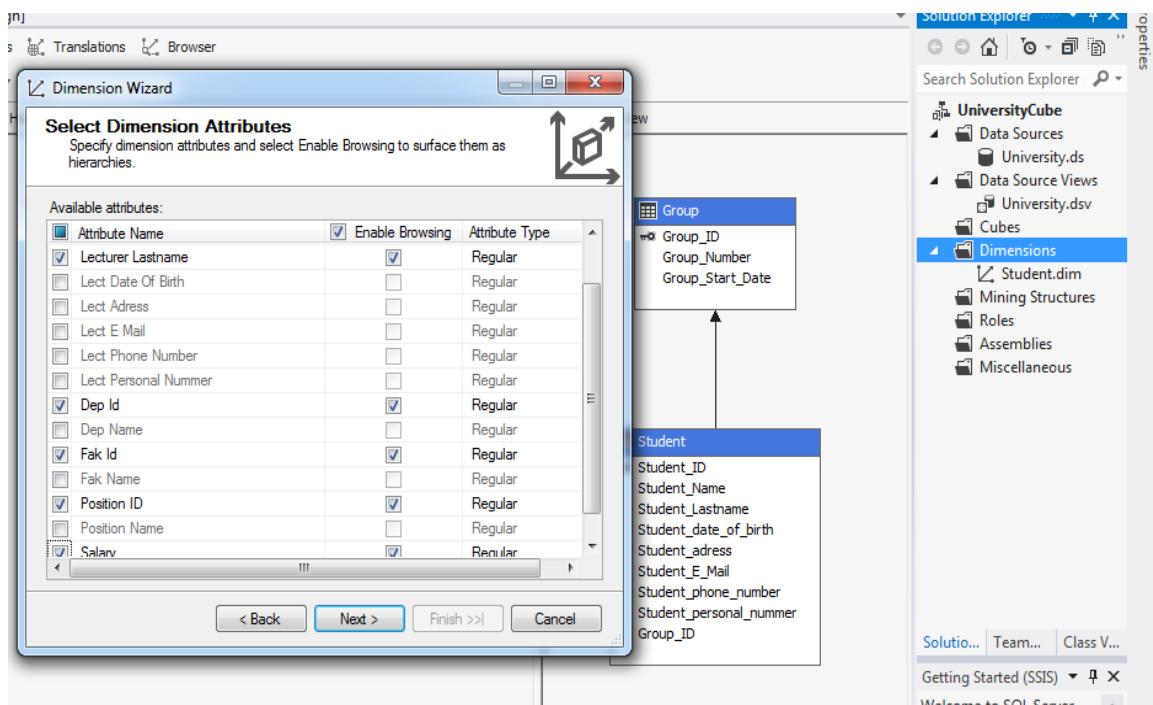 Translations Browser
Dimension Wizard
Select Dimension Attributes
Specify dimension attributes and select Enable Browsing to surface them as
hierarchies.
Available attributes:
Attribute Name Enable Browsing Attribute Type
Lecturer Lastname Regular
Lect Date Of Birth Regular
Lect Adress Regular
Lect E Mail Regular
Lect Phone Number Regular
Lect Personal Nummer Regular
Dep Id Regular
Dep Name Regular
Fak Id Regular
Fak Name Regular
Position ID Regular
Position Name Regular
Salary Regular
< Back Next > Finish >>| Cancel
Group
Group_ID
Group_Number
Group_Start_Date
Student
Student_ID
Student_Name
Student_Lastname
Student_date_of_birth
Student_adress
Student_E_Mail
Student_phone_number
Student_personal_nummer
Group_ID
Solution Explorer
Search Solution Explorer
UniversityCube
Data Sources
University.ds
Data Source Views
University.dsv
Cubes
Dimensions
Student.dim
Mining Structures
Roles
Assemblies
Miscellaneous
Solutio... Team... Class V...
Getting Started (SSIS)
Welcome to SQL Server